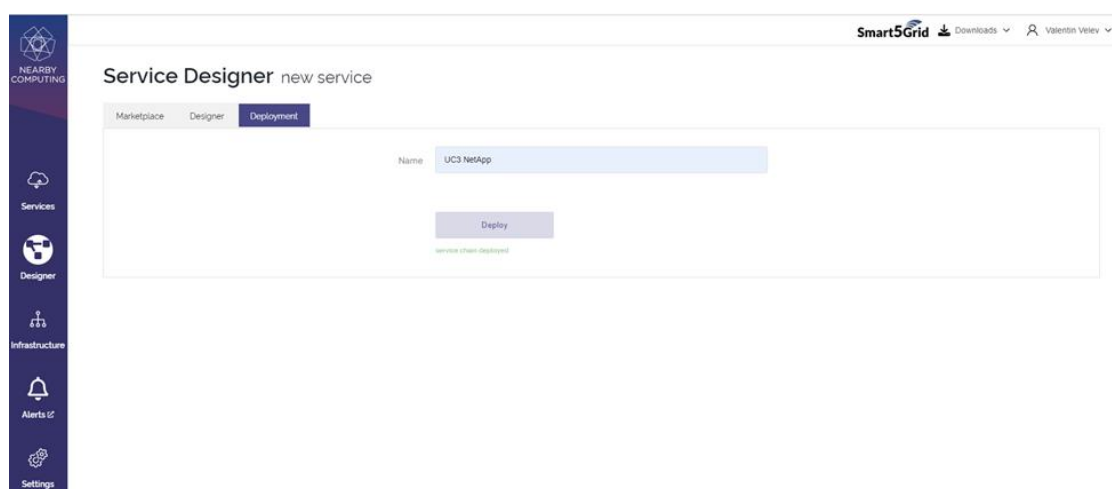 Smart5Grid Downloads Valentin Velev
NEARBY
COMPUTING
Service Designer new service
Marketplace Designer Deployment
Name UC3 NetApp
Services
Deploy
service chain deployed
Designer
Infrastructure
Alerts
Settings